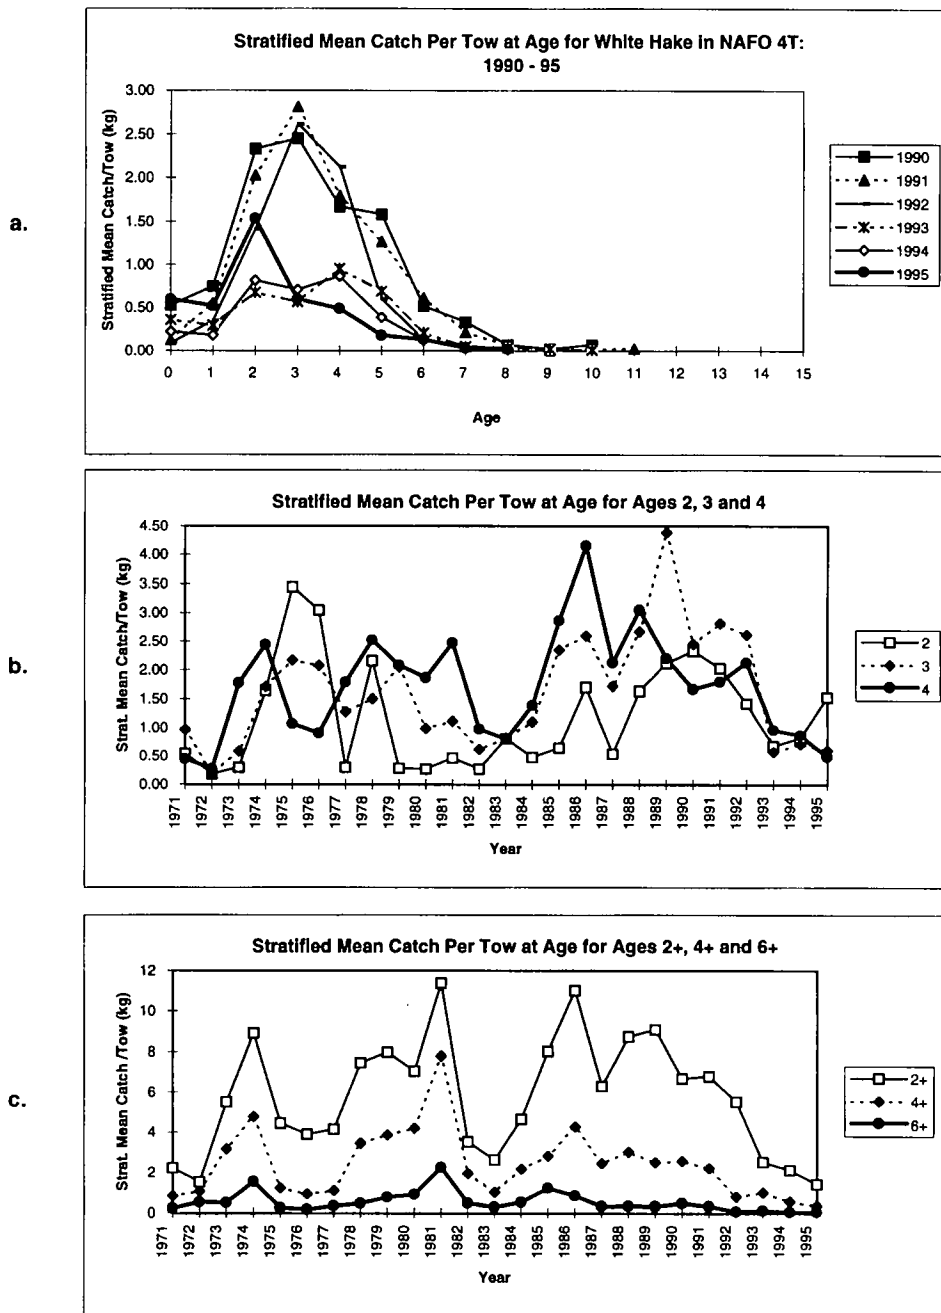 a.
Stratified Mean Catch Per Tow at Age for White Hake in NAFO 4T:
1990 - 95
Stratified Mean Catch/Tow (kg)
3.00
2.50
2.00
1.50
1.00
0.50
0.00
0 1 2 3 4 5 6 7 8 9 10 11 12 13 14 15
Age
1990
1991
1992
1993
1994
1995
b.
Stratified Mean Catch Per Tow at Age for Ages 2, 3 and 4
Strat. Mean Catch/Tow (kg)
4.50
4.00
3.50
3.00
2.50
2.00
1.50
1.00
0.50
0.00
1971 1972 1973 1974 1975 1976 1977 1978 1979 1980 1981 1982 1983 1984 1985 1986 1987 1988 1989 1990 1991 1992 1993 1994 1995
Year
2
3
4
c.
Stratified Mean Catch Per Tow at Age for Ages 2+, 4+ and 6+
Strat. Mean Catch /Tow (kg)
12
10
8
6
4
2
0
1971 1972 1973 1974 1975 1976 1977 1978 1979 1980 1981 1982 1983 1984 1985 1986 1987 1988 1989 1990 1991 1992 1993 1994 1995
Year
2+
4+
6+